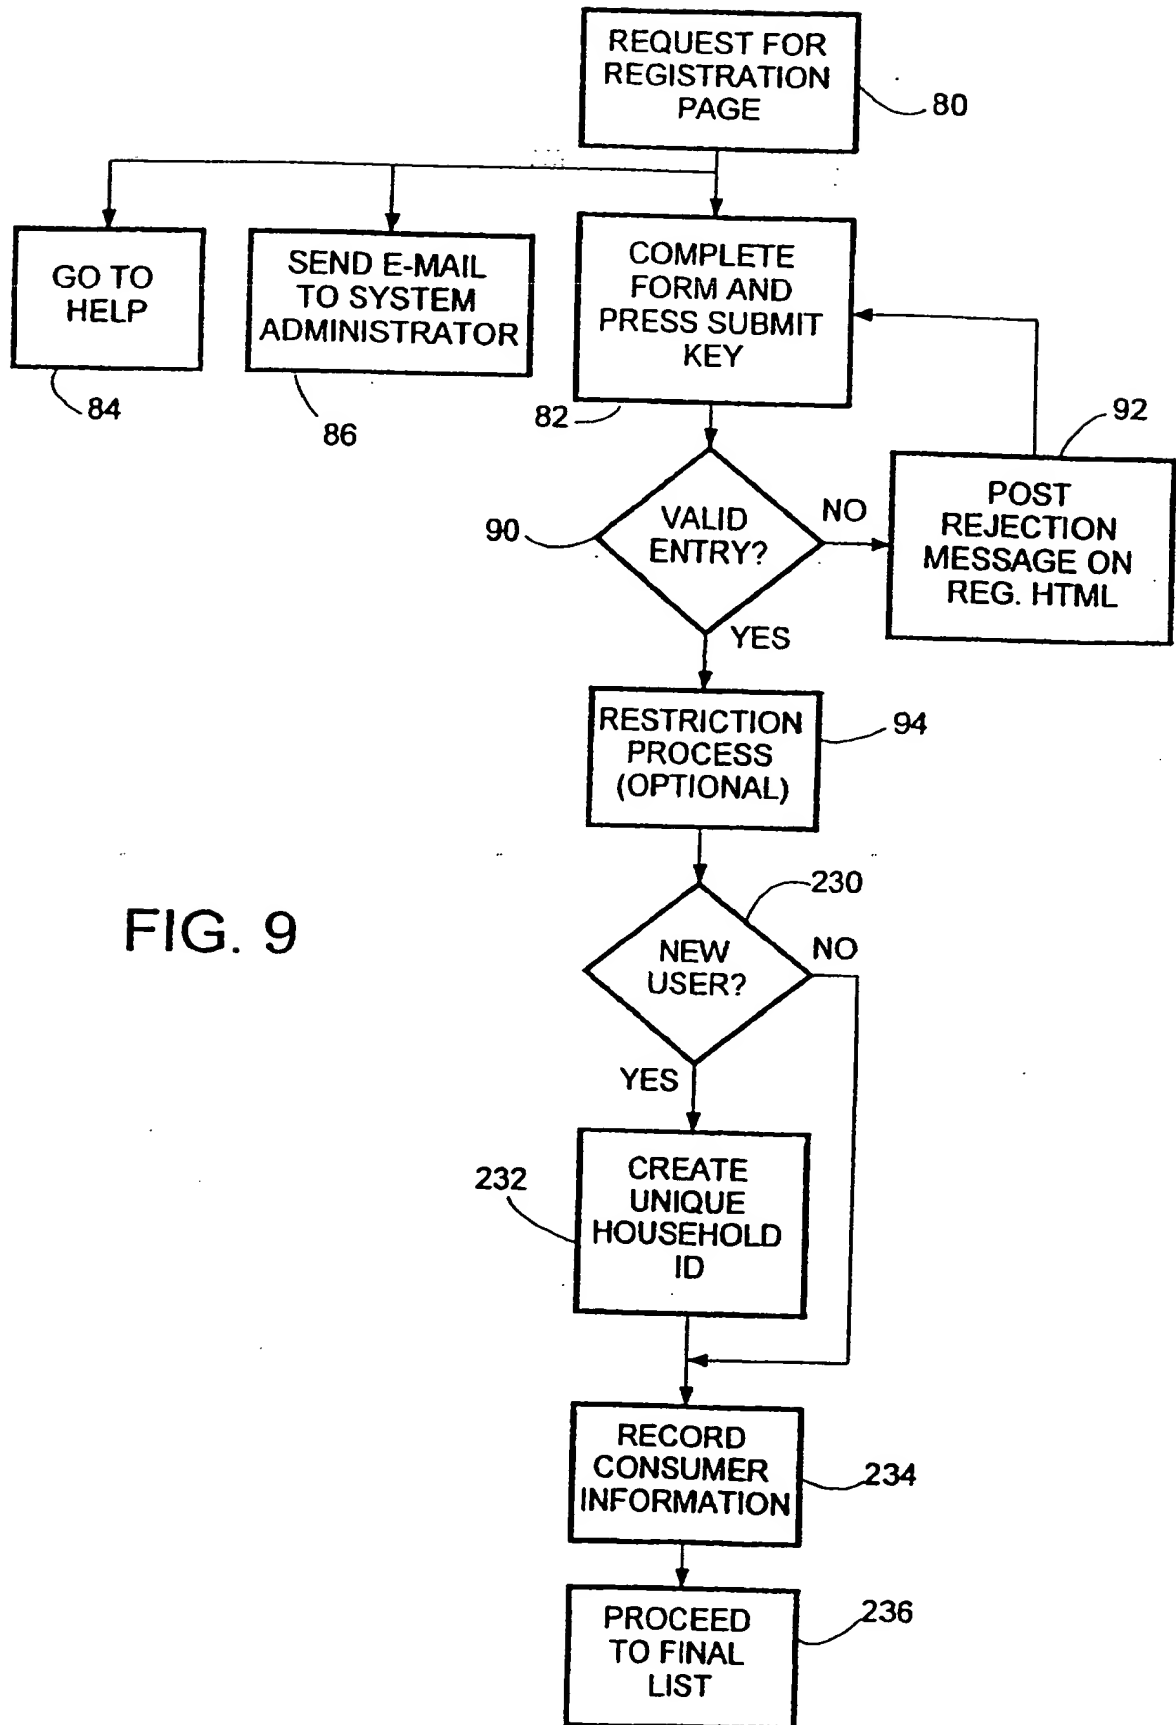 REQUEST FOR
REGISTRATION
PAGE
80
GO TO
HELP
84
SEND E-MAIL
TO SYSTEM
ADMINISTRATOR
86
COMPLETE
FORM AND
PRESS SUBMIT
KEY
82
92
POST
REJECTION
MESSAGE ON
REG. HTML
90
VALID
ENTRY?
NO
YES
RESTRICTION
PROCESS
(OPTIONAL)
94
230
NEW
USER?
NO
YES
FIG. 9
232
CREATE
UNIQUE
HOUSEHOLD
ID
RECORD
CONSUMER
INFORMATION
234
PROCEED
TO FINAL
LIST
236